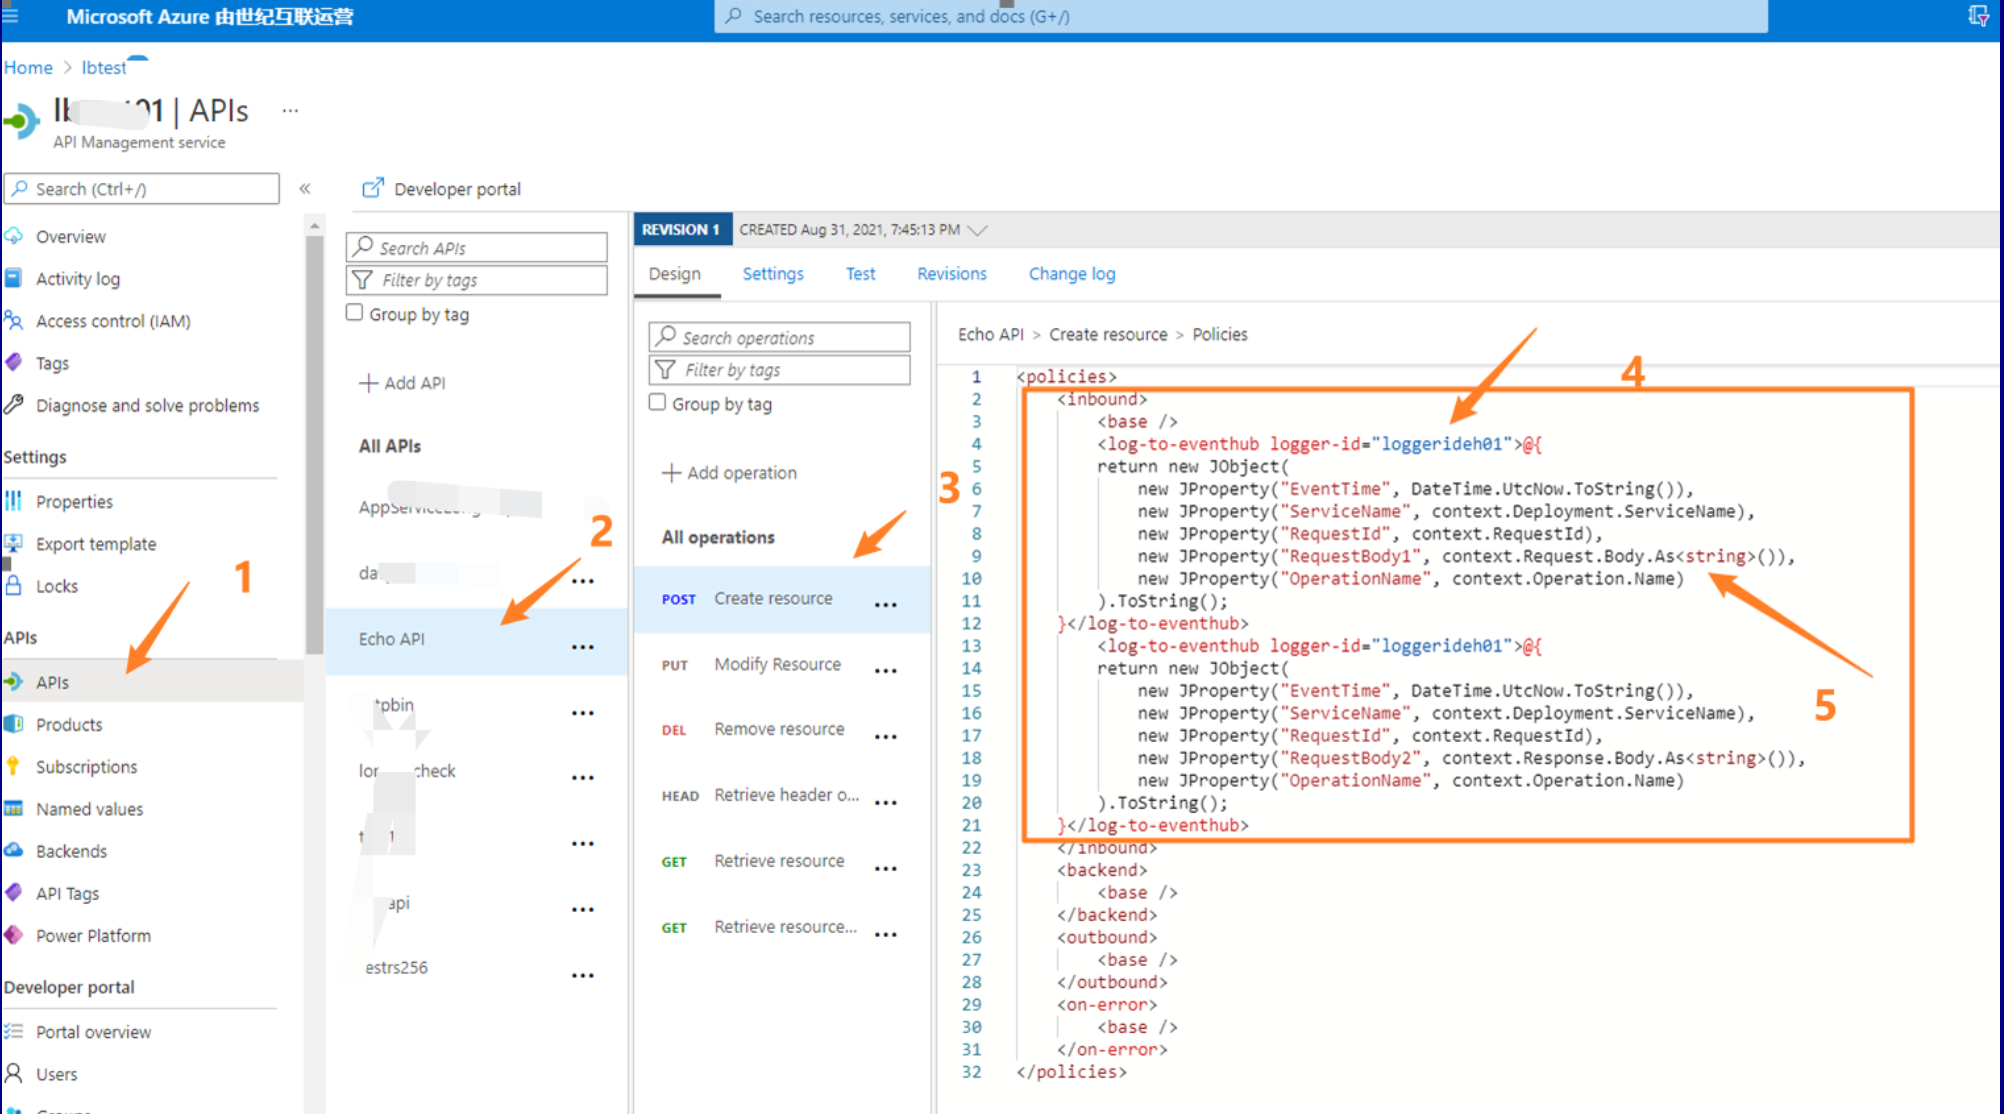 Microsoft Azure 由世纪互联运营
Search resources, services, and docs (G+/)
Home > lbtest
01 | APIs ...
API Management service
Search (Ctrl+/)
«
Overview
Activity log
Access control (IAM)
Tags
Diagnose and solve problems
Settings
Properties
Export template
Locks
APIs
APIs
Products
Subscriptions
Named values
Backends
API Tags
Power Platform
Developer portal
Portal overview
Users
1
Developer portal
Search APIs
Filter by tags
Group by tag
+ Add API
All APIs
2
...
Echo API
...
tpbin
...
check
...
...
api
...
estrs256
...
REVISION 1
CREATED Aug 31, 2021, 7:45:13 PM
Design
Settings
Test
Revisions
Change log
Search operations
Filter by tags
Group by tag
+ Add operation
3
All operations
POST Create resource ...
PUT Modify Resource ...
DEL Remove resource ...
HEAD Retrieve header o... ...
GET Retrieve resource ...
GET Retrieve resource... ...
Echo API > Create resource > Policies
4
1 <policies>
2 <inbound>
3 <base />
4 <log-to-eventhub logger-id="loggerideh01">@{
5 return new JObject(
6 new JProperty("EventTime", DateTime.UtcNow.ToString()),
7 new JProperty("ServiceName", context.Deployment.ServiceName),
8 new JProperty("RequestId", context.RequestId),
9 new JProperty("RequestBody1", context.Request.Body.As<string>()),
10 new JProperty("OperationName", context.Operation.Name)
11 ).ToString();
12 }</log-to-eventhub>
13 <log-to-eventhub logger-id="loggerideh01">@{
14 return new JObject(
15 new JProperty("EventTime", DateTime.UtcNow.ToString()),
16 new JProperty("ServiceName", context.Deployment.ServiceName),
17 new JProperty("RequestId", context.RequestId),
18 new JProperty("RequestBody2", context.Response.Body.As<string>()),
19 new JProperty("OperationName", context.Operation.Name)
20 ).ToString();
21 }</log-to-eventhub>
22 </inbound>
23 <backend>
24 <base />
25 </backend>
26 <outbound>
27 <base />
28 </outbound>
29 <on-error>
30 <base />
31 </on-error>
32 </policies>
5